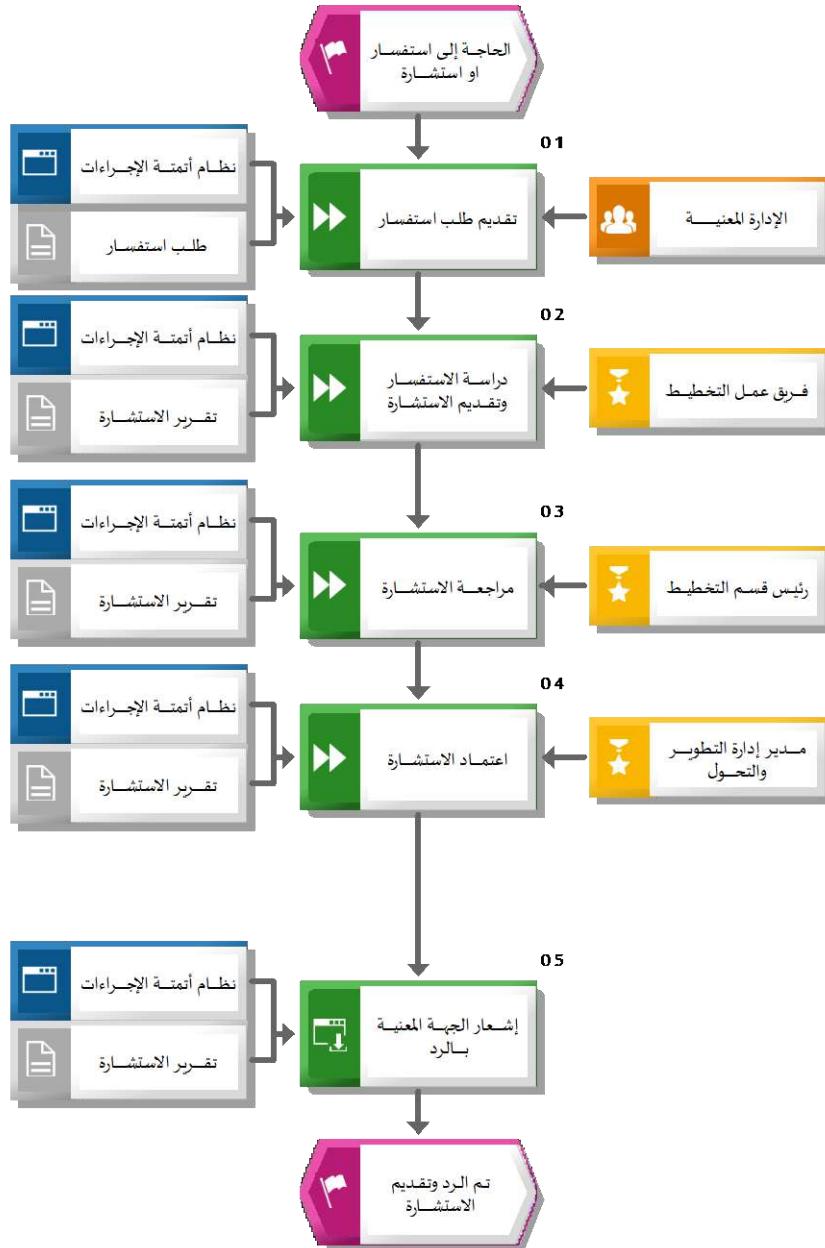 الحاجة إلى استفسار
او استشارة
01
الإدارة المعنية
تقديم طلب استفسار
نظام أتمتة الإجراءات
طلب استفسار
02
فريق عمل التخطيط
دراسة الاستفسار
وتقديم الاستشارة
نظام أتمتة الإجراءات
تقرير الاستشارة
03
رئيس قسم التخطيط
مراجعة الاستشارة
نظام أتمتة الإجراءات
تقرير الاستشارة
04
مدير إدارة التطوير
والتحول
اعتماد الاستشارة
نظام أتمتة الإجراءات
تقرير الاستشارة
05
إشعار الجهة المعنية
بالرد
نظام أتمتة الإجراءات
تقرير الاستشارة
تم الرد وتقديم
الاستشارة